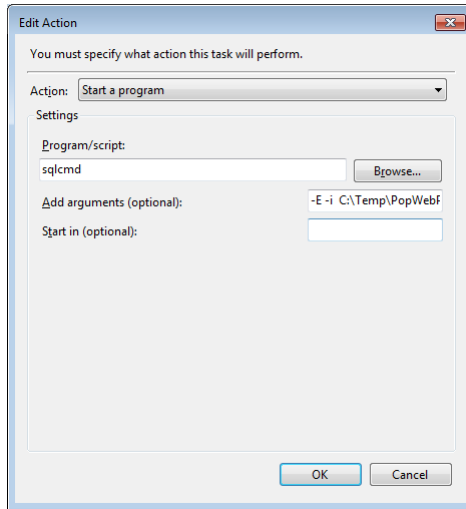 Edit Action
You must specify what action this task will perform.
Action: Start a program
Settings
Program/script:
sqlcmd
Browse...
Add arguments (optional): -E -i C:\Temp\PopWeb
Start in (optional):
OK Cancel